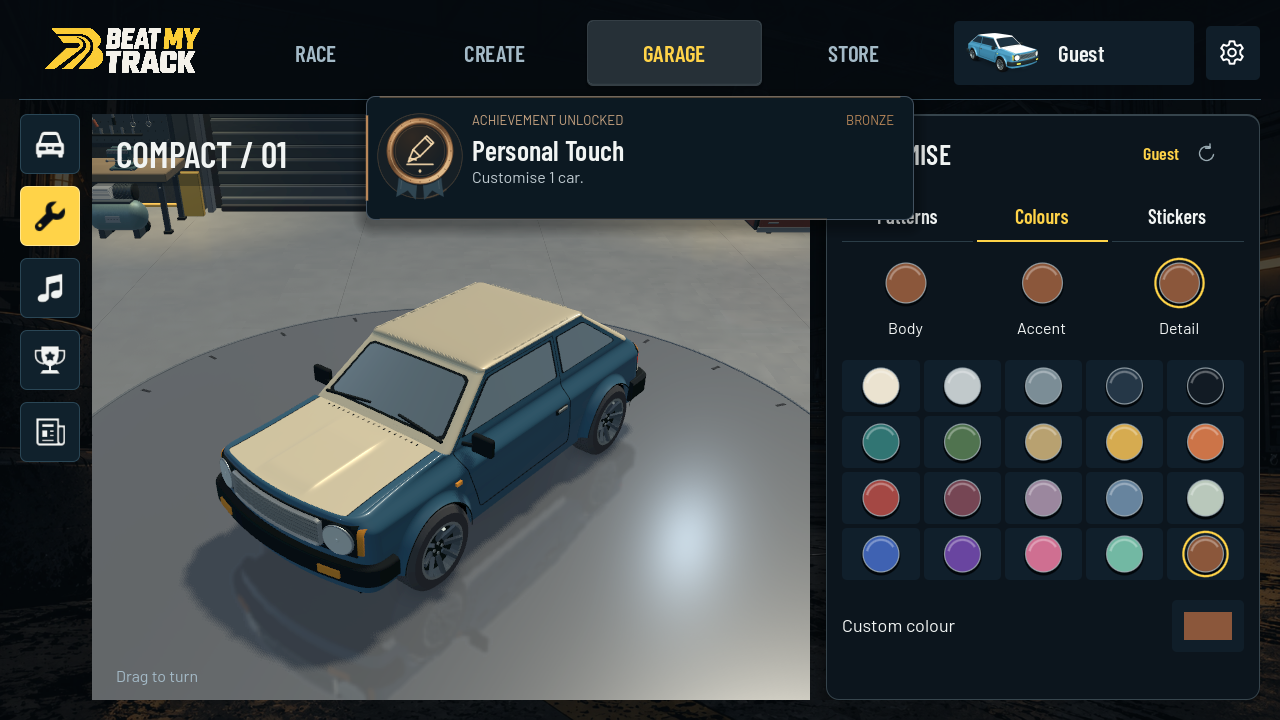 BEAT MY
TRACK
RACE
CREATE
GARAGE
STORE
Guest
COMPACT / 01
ACHIEVEMENT UNLOCKED
BRONZE
Personal Touch
Customise 1 car.
MISE
Guest
Patterns
Colours
Stickers
Body
Accent
Detail
Custom colour
Drag to turn